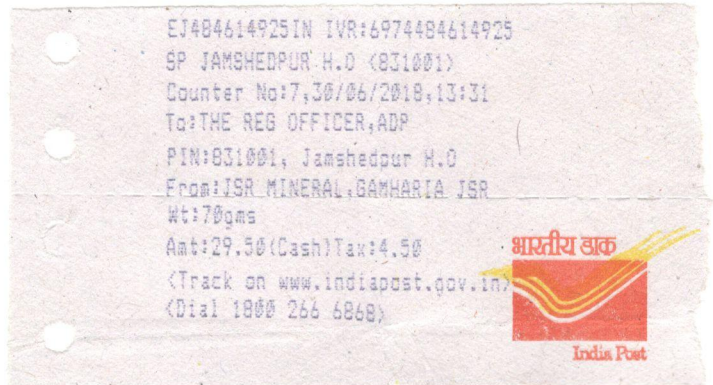 EJ484614925IN IVR:6974484614925
SP JAMSHEDPUR H.O <831001>
Counter No:7,30/06/2018,13:31
To:THE REG OFFICER,ADP
PIN:831001, Jamshedpur H.O
From:JSR MINERAL,GAMHARIA JSR
Wt:70gms
Amt:29.50(Cash)Tax:4.50
<Track on www.indiapost.gov.in>
<Dial 1800 266 6868>
भारतीय डाक
India Post